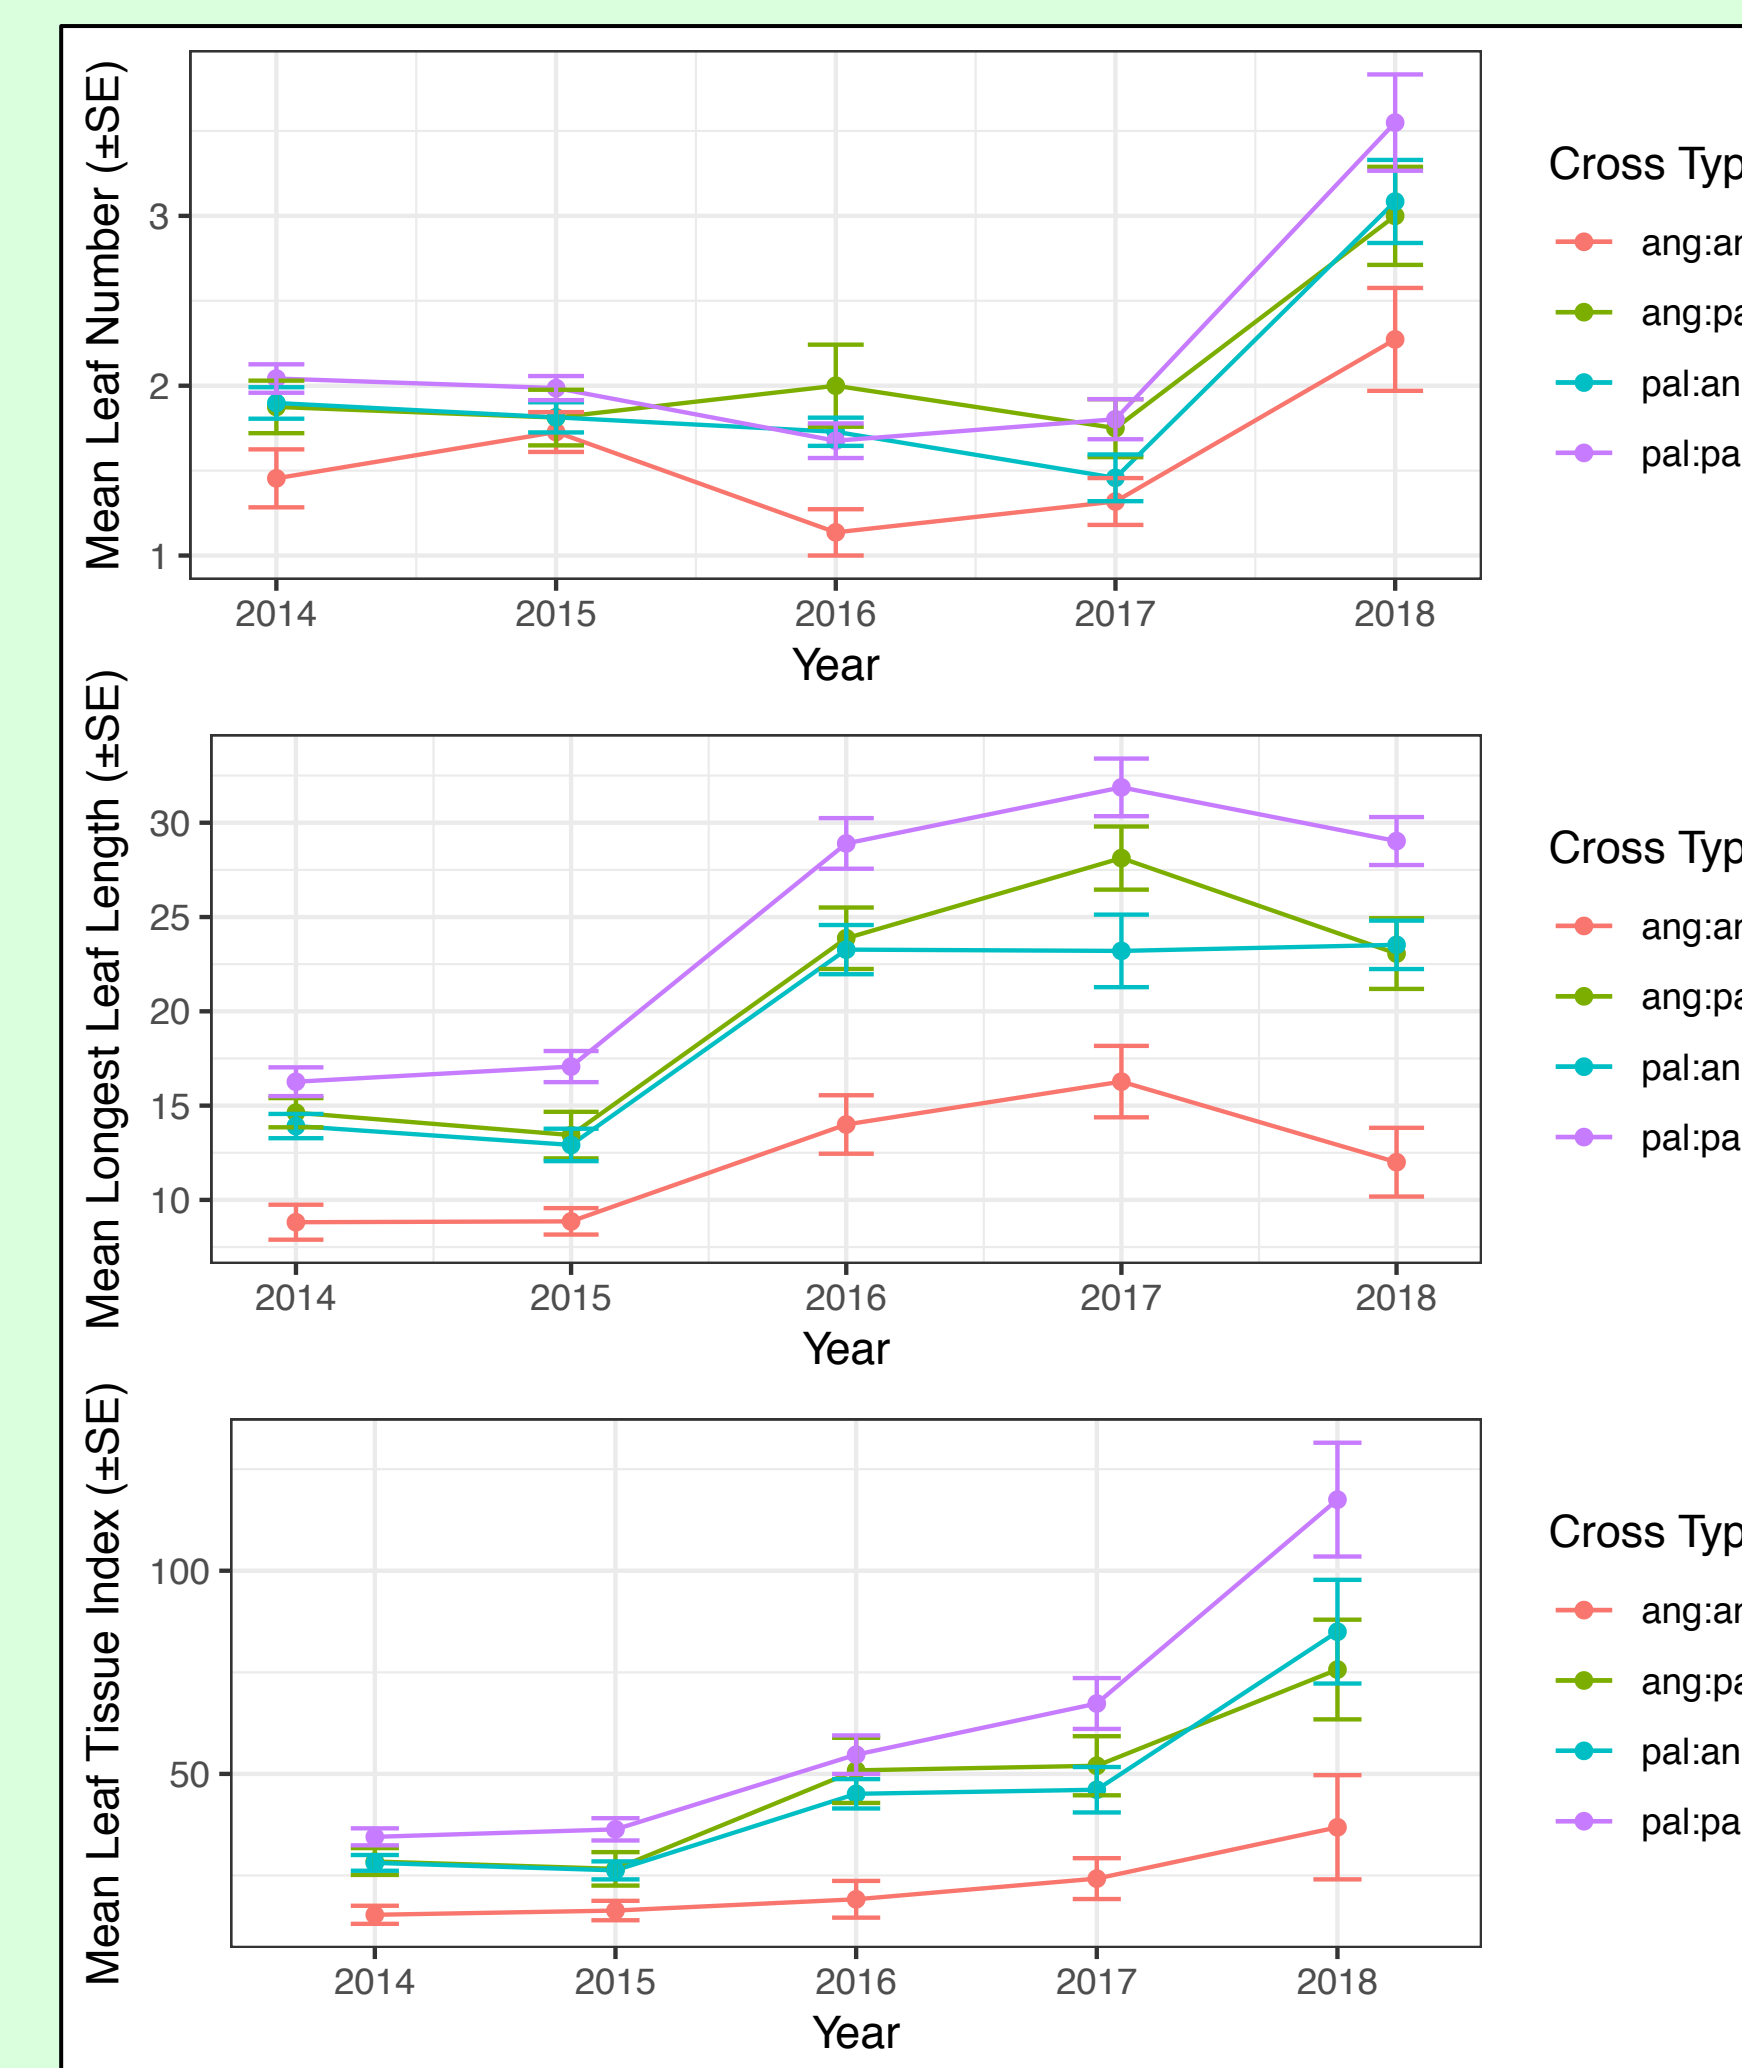 Mean Leaf Number (±SE)
3
2
1
2014 2015 2016 2017 2018
Year
Cross Typ
ang:ar
ang:pa
pal:an
pal:pa
Mean Longest Leaf Length (±SE)
30
25
20
15
10
2014 2015 2016 2017 2018
Year
Cross Typ
ang:ar
ang:pa
pal:an
pal:pa
Mean Leaf Tissue Index (±SE)
100
50
2014 2015 2016 2017 2018
Year
Cross Typ
ang:ar
ang:pa
pal:an
pal:pa